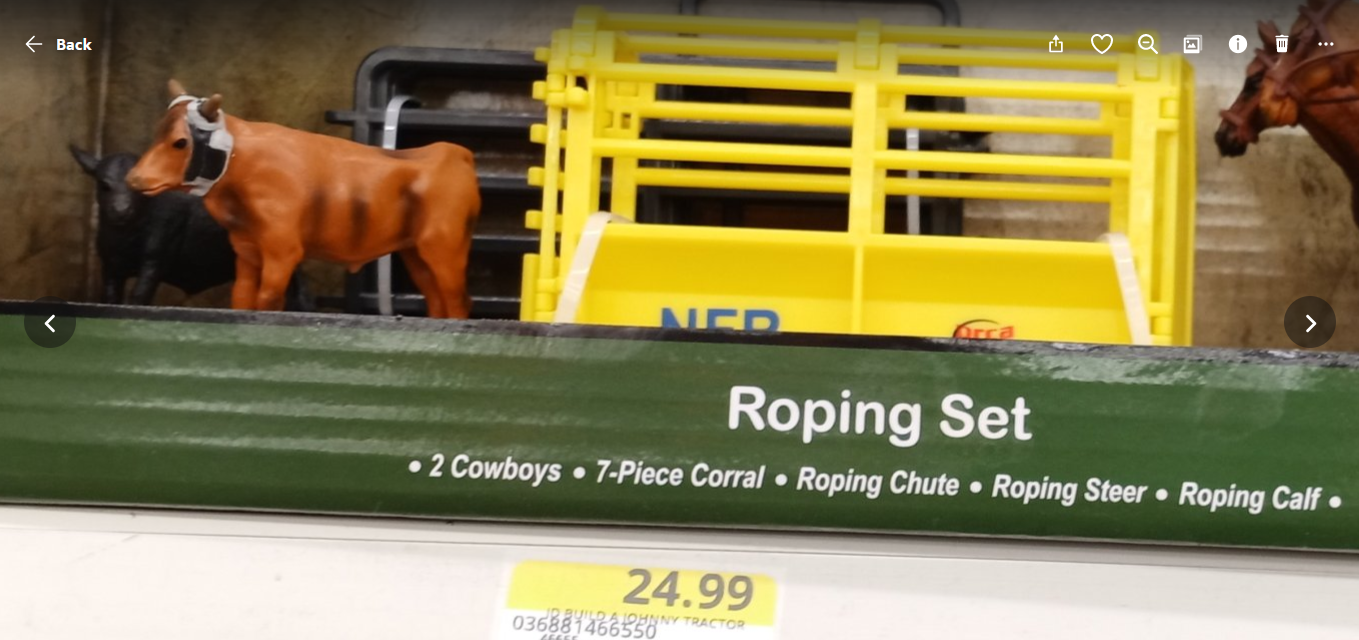 Back
NFR
orca
Roping Set
• 2 Cowboys • 7-Piece Corral • Roping Chute • Roping Steer • Roping Calf •
24.99
JD BUILD A JOHNNY TRACTOR
036881466550